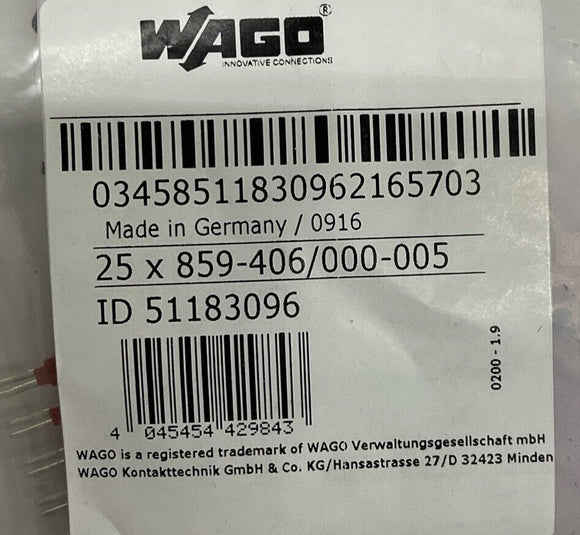 WAGO®
INNOVATIVE CONNECTIONS
03458511830962165703
Made in Germany / 0916
25 x 859-406/000-005
ID 51183096
0200 - 1.9
4 045454 429843
WAGO is a registered trademark of WAGO Verwaltungsgesellschaft mbH
WAGO Kontakttechnik GmbH & Co. KG/Hansastrasse 27/D 32423 Minden